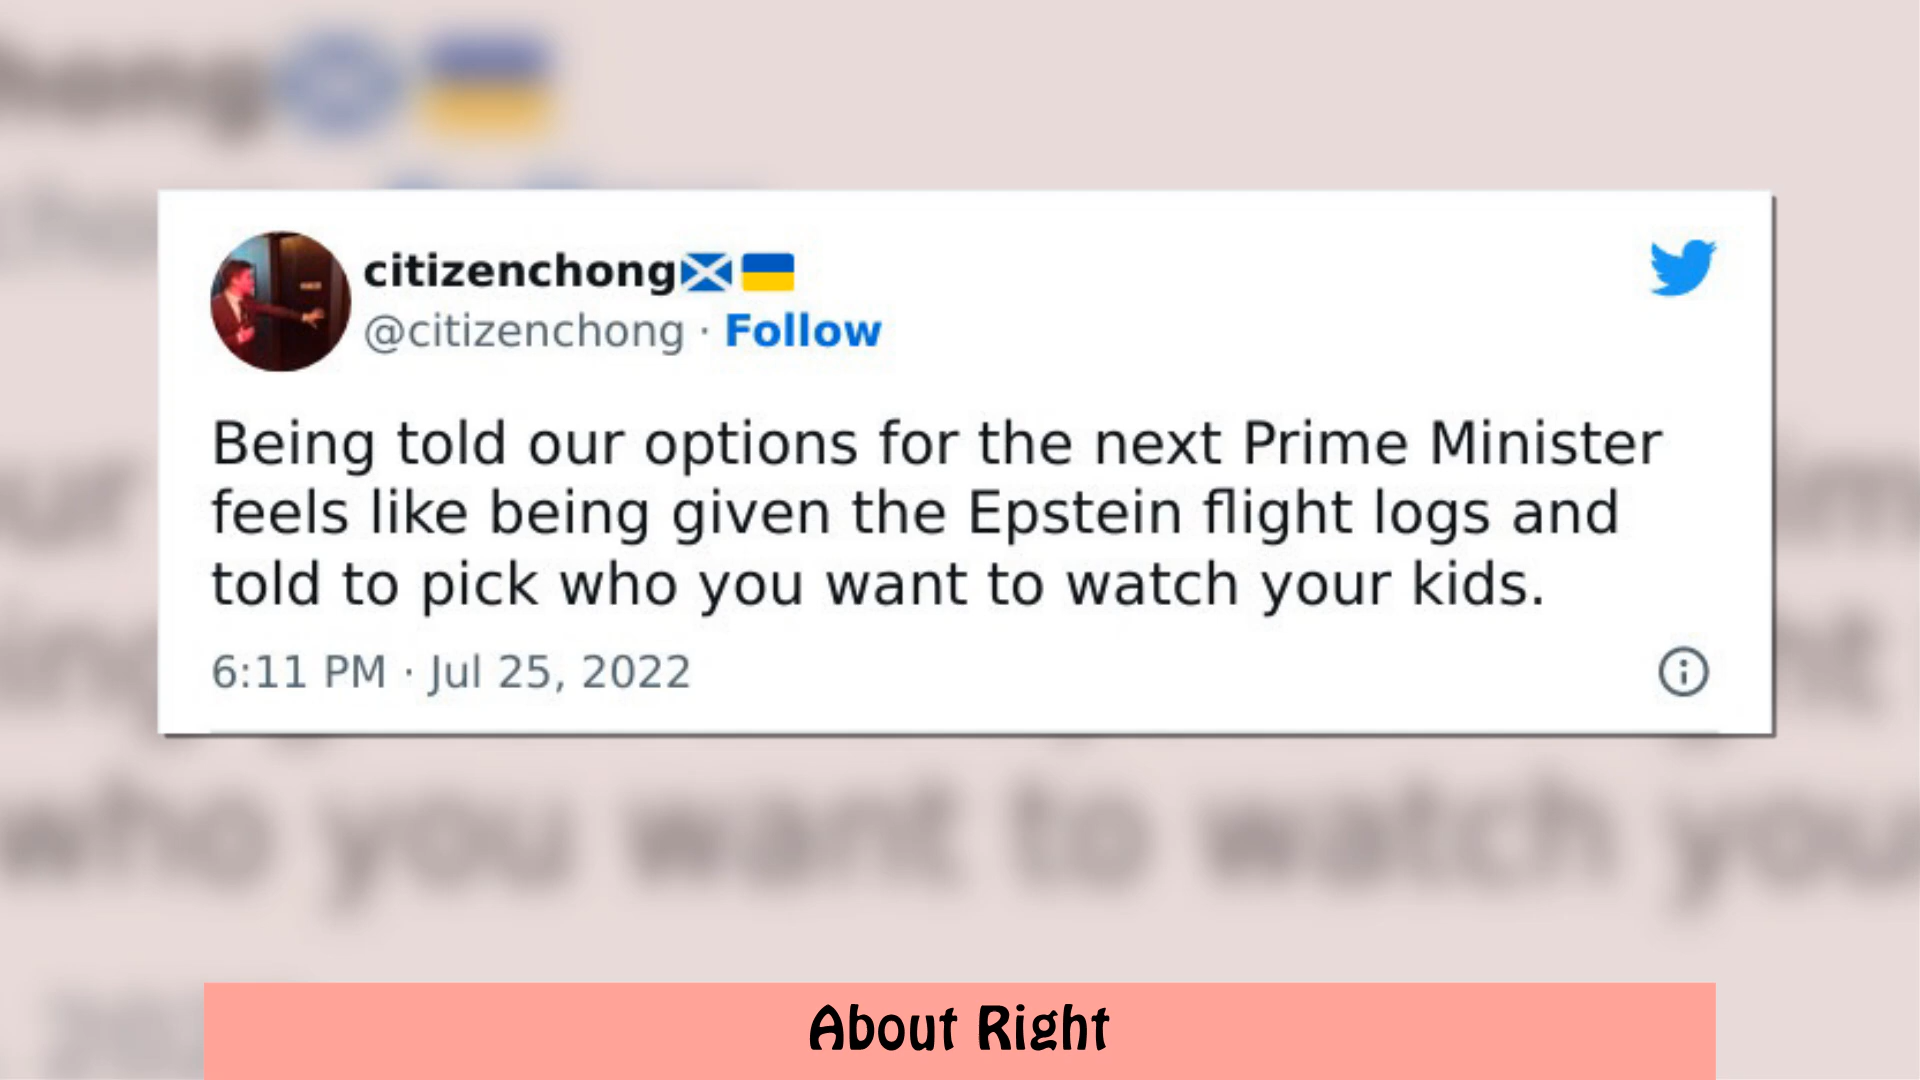 citizenchong
@citizenchong · Follow
Being told our options for the next Prime Minister
feels like being given the Epstein flight logs and
told to pick who you want to watch your kids.
6:11 PM · Jul 25, 2022
About Right